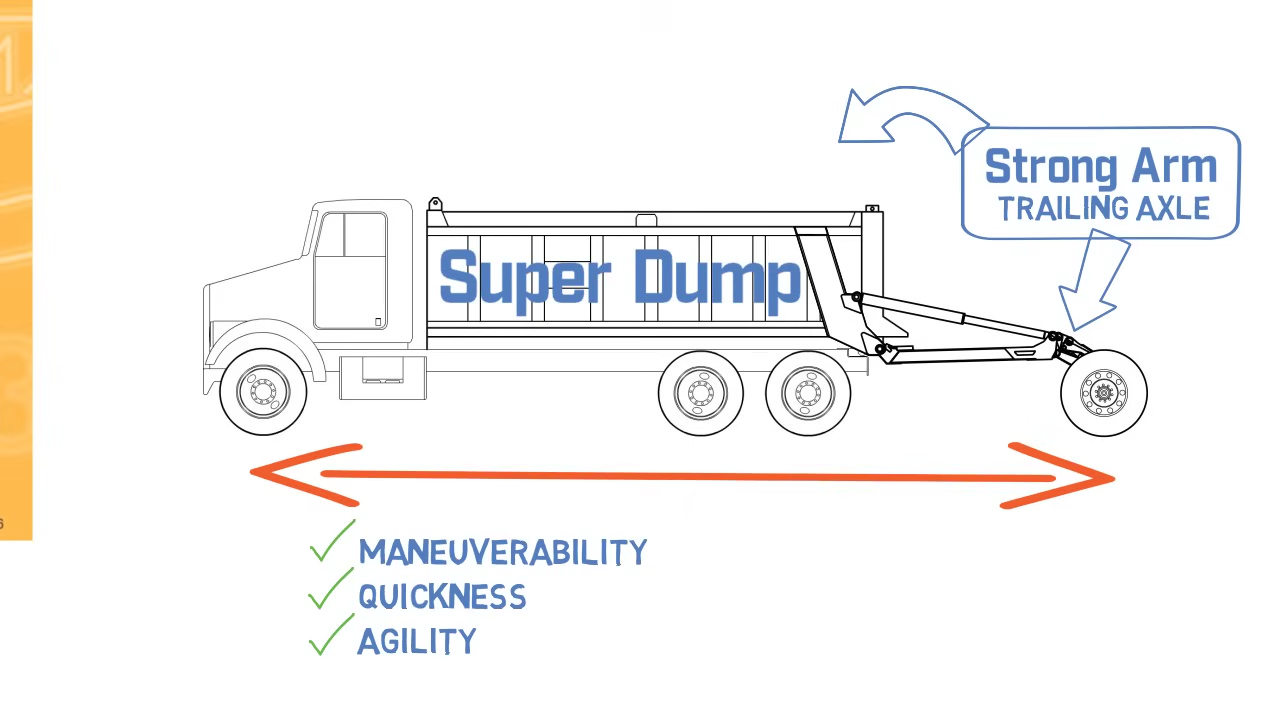 Strong Arm
TRAILING AXLE
Super Dump
MANEUVERABILITY
QUICKNESS
AGILITY